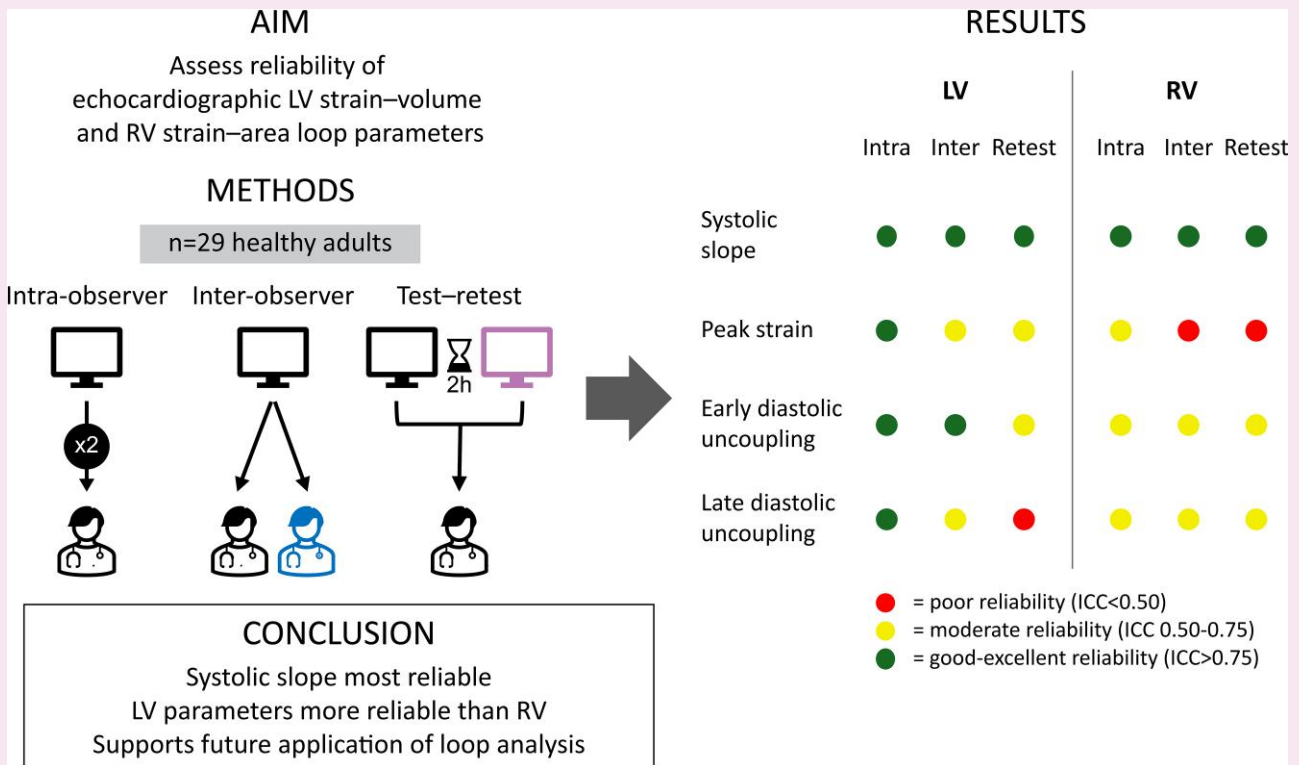 AIM
Assess reliability of
echocardiographic LV strain–volume
and RV strain–area loop parameters
METHODS
n=29 healthy adults
Intra-observer Inter-observer Test–retest
2h
x2
CONCLUSION
Systolic slope most reliable
LV parameters more reliable than RV
Supports future application of loop analysis
RESULTS
LV RV
Intra Inter Retest Intra Inter Retest
Systolic
slope
Peak strain
Early diastolic
uncoupling
Late diastolic
uncoupling
= poor reliability (ICC<0.50)
= moderate reliability (ICC 0.50-0.75)
= good-excellent reliability (ICC>0.75)